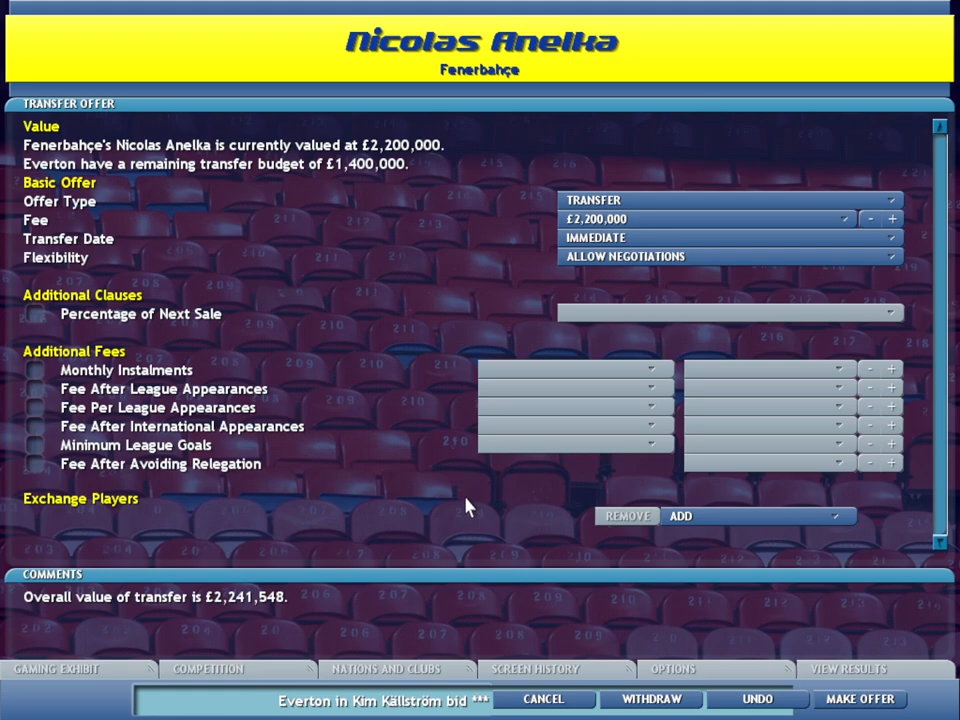 Nicolas Anelka
Fenerbahçe
TRANSFER OFFER
Value
Fenerbahçe's Nicolas Anelka is currently valued at £2,200,000.
Everton have a remaining transfer budget of £1,400,000.
Basic Offer
Offer Type TRANSFER
Fee £2,200,000 - +
Transfer Date IMMEDIATE
Flexibility ALLOW NEGOTIATIONS
Additional Clauses
Percentage of Next Sale
Additional Fees
Monthly Instalments - +
Fee After League Appearances - +
Fee Per League Appearances - +
Fee After International Appearances - +
Minimum League Goals - +
Fee After Avoiding Relegation - +
Exchange Players
REMOVE ADD
COMMENTS
Overall value of transfer is £2,241,548.
GAMING EXHIBIT COMPETITION NATIONS AND CLUBS SCREEN HISTORY OPTIONS VIEW RESULTS
Everton in Kim Källström bid *** CANCEL WITHDRAW UNDO MAKE OFFER